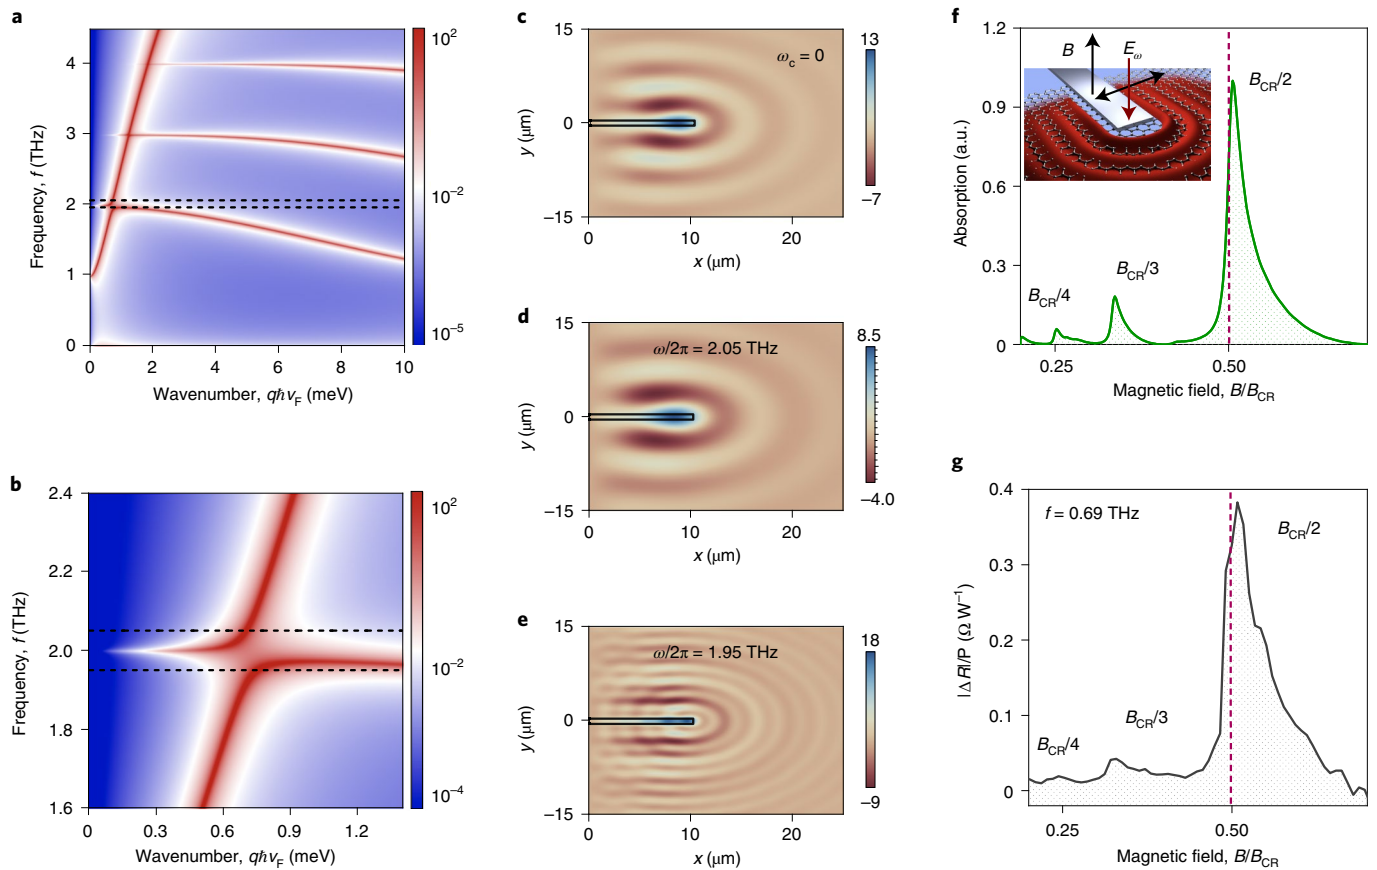 a
10²
4
3
2
1
0
Frequency, f (THz)
10⁻²
10⁻⁵
0 2 4 6 8 10
Wavenumber, qħv_F (meV)
b
2.4
2.2
2.0
1.8
1.6
Frequency, f (THz)
10²
10⁻²
10⁻⁴
0 0.3 0.6 0.9 1.2
Wavenumber, qħv_F (meV)
c
15
0
−15
y (μm)
ω_c = 0
13
−7
0 10 20
x (μm)
d
15
0
−15
y (μm)
ω/2π = 2.05 THz
8.5
−4.0
0 10 20
x (μm)
e
15
0
−15
y (μm)
ω/2π = 1.95 THz
18
−9
0 10 20
x (μm)
f
1.2
0.9
0.6
0.3
0
Absorption (a.u.)
B
E_ω
B_CR/2
B_CR/3
B_CR/4
0.25 0.50
Magnetic field, B/B_CR
g
0.4
0.3
0.2
0.1
0
|ΔR|/P (Ω W⁻¹)
f = 0.69 THz
B_CR/2
B_CR/3
B_CR/4
0.25 0.50
Magnetic field, B/B_CR